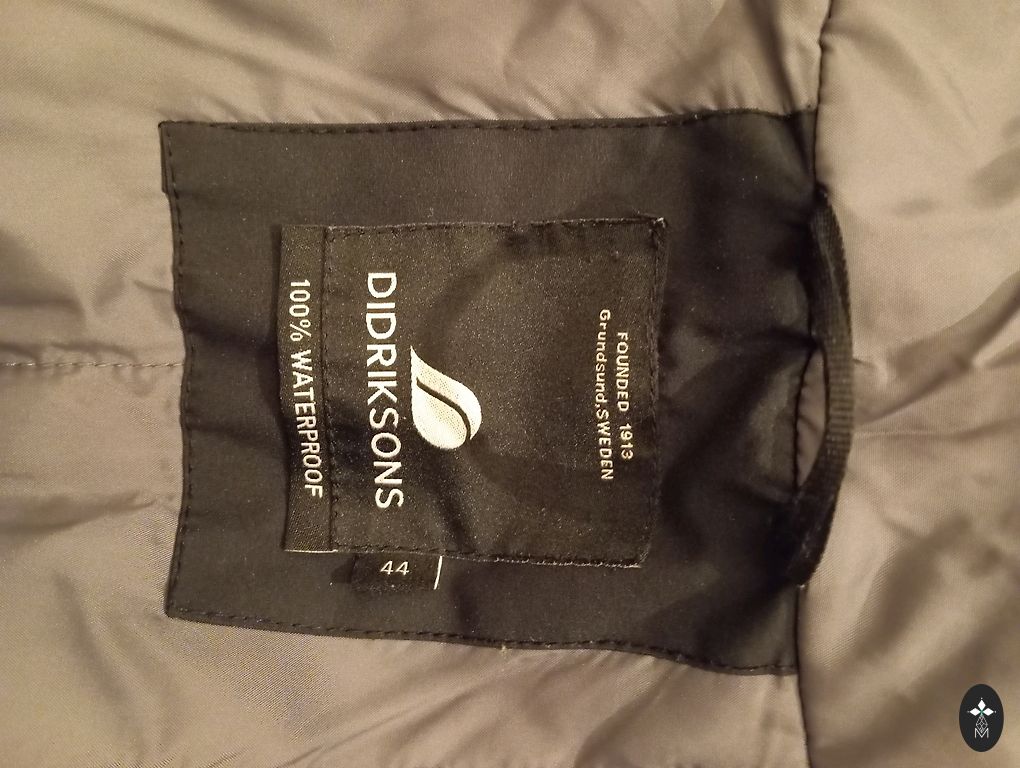 FOUNDED 1913
Grundsund,SWEDEN
DIDRIKSONS
100% WATERPROOF
44
M